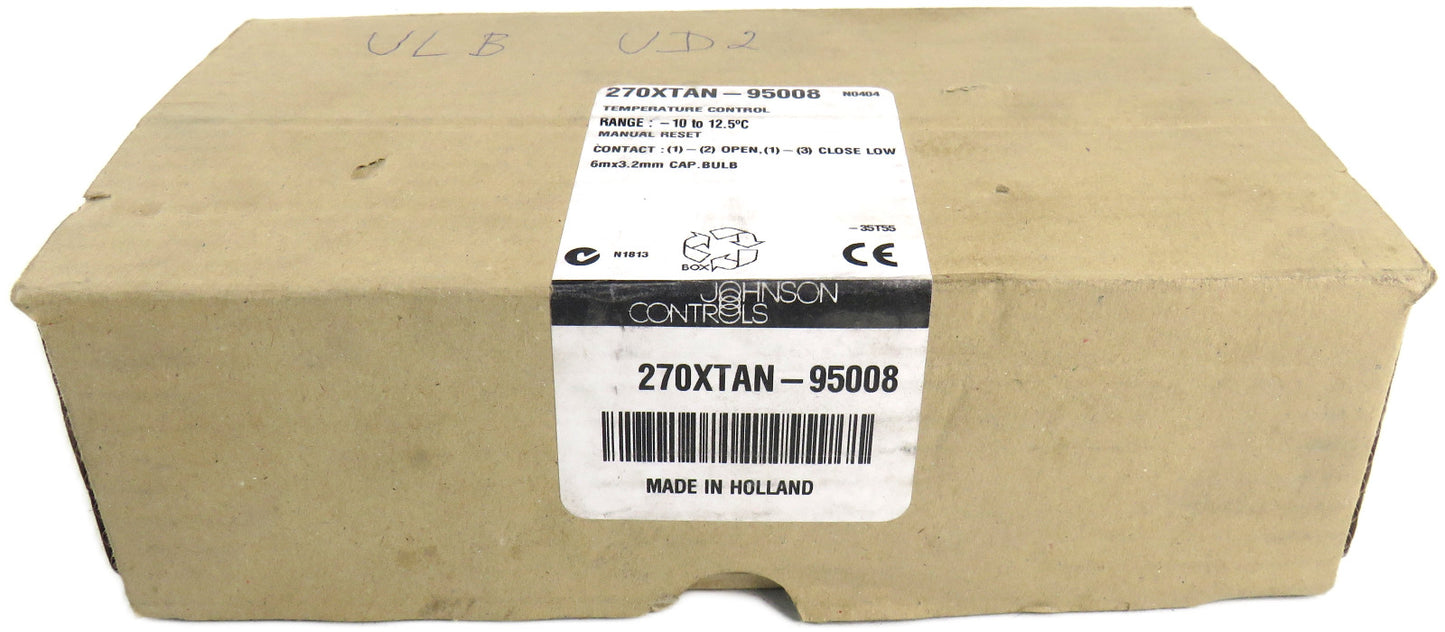 ULB UD2
270XTAN-95008 N0404
TEMPERATURE CONTROL
RANGE : -10 to 12.5ºC
MANUAL RESET
CONTACT : (1)-(2) OPEN, (1)-(3) CLOSE LOW
6mx3.2mm CAP.BULB
-35T55
N1813 BOX CE
JOHNSON
CONTROLS
270XTAN-95008
MADE IN HOLLAND